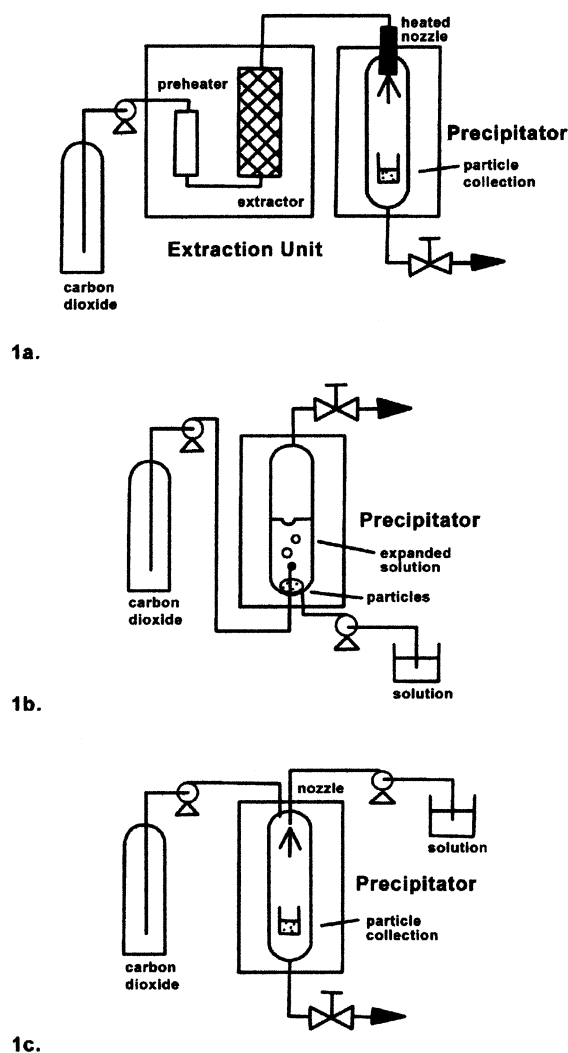 heated
nozzle
preheater
Precipitator
particle
collection
extractor
Extraction Unit
carbon
dioxide
1a.
Precipitator
expanded
solution
particles
carbon
dioxide
solution
1b.
nozzle
solution
Precipitator
particle
collection
carbon
dioxide
1c.